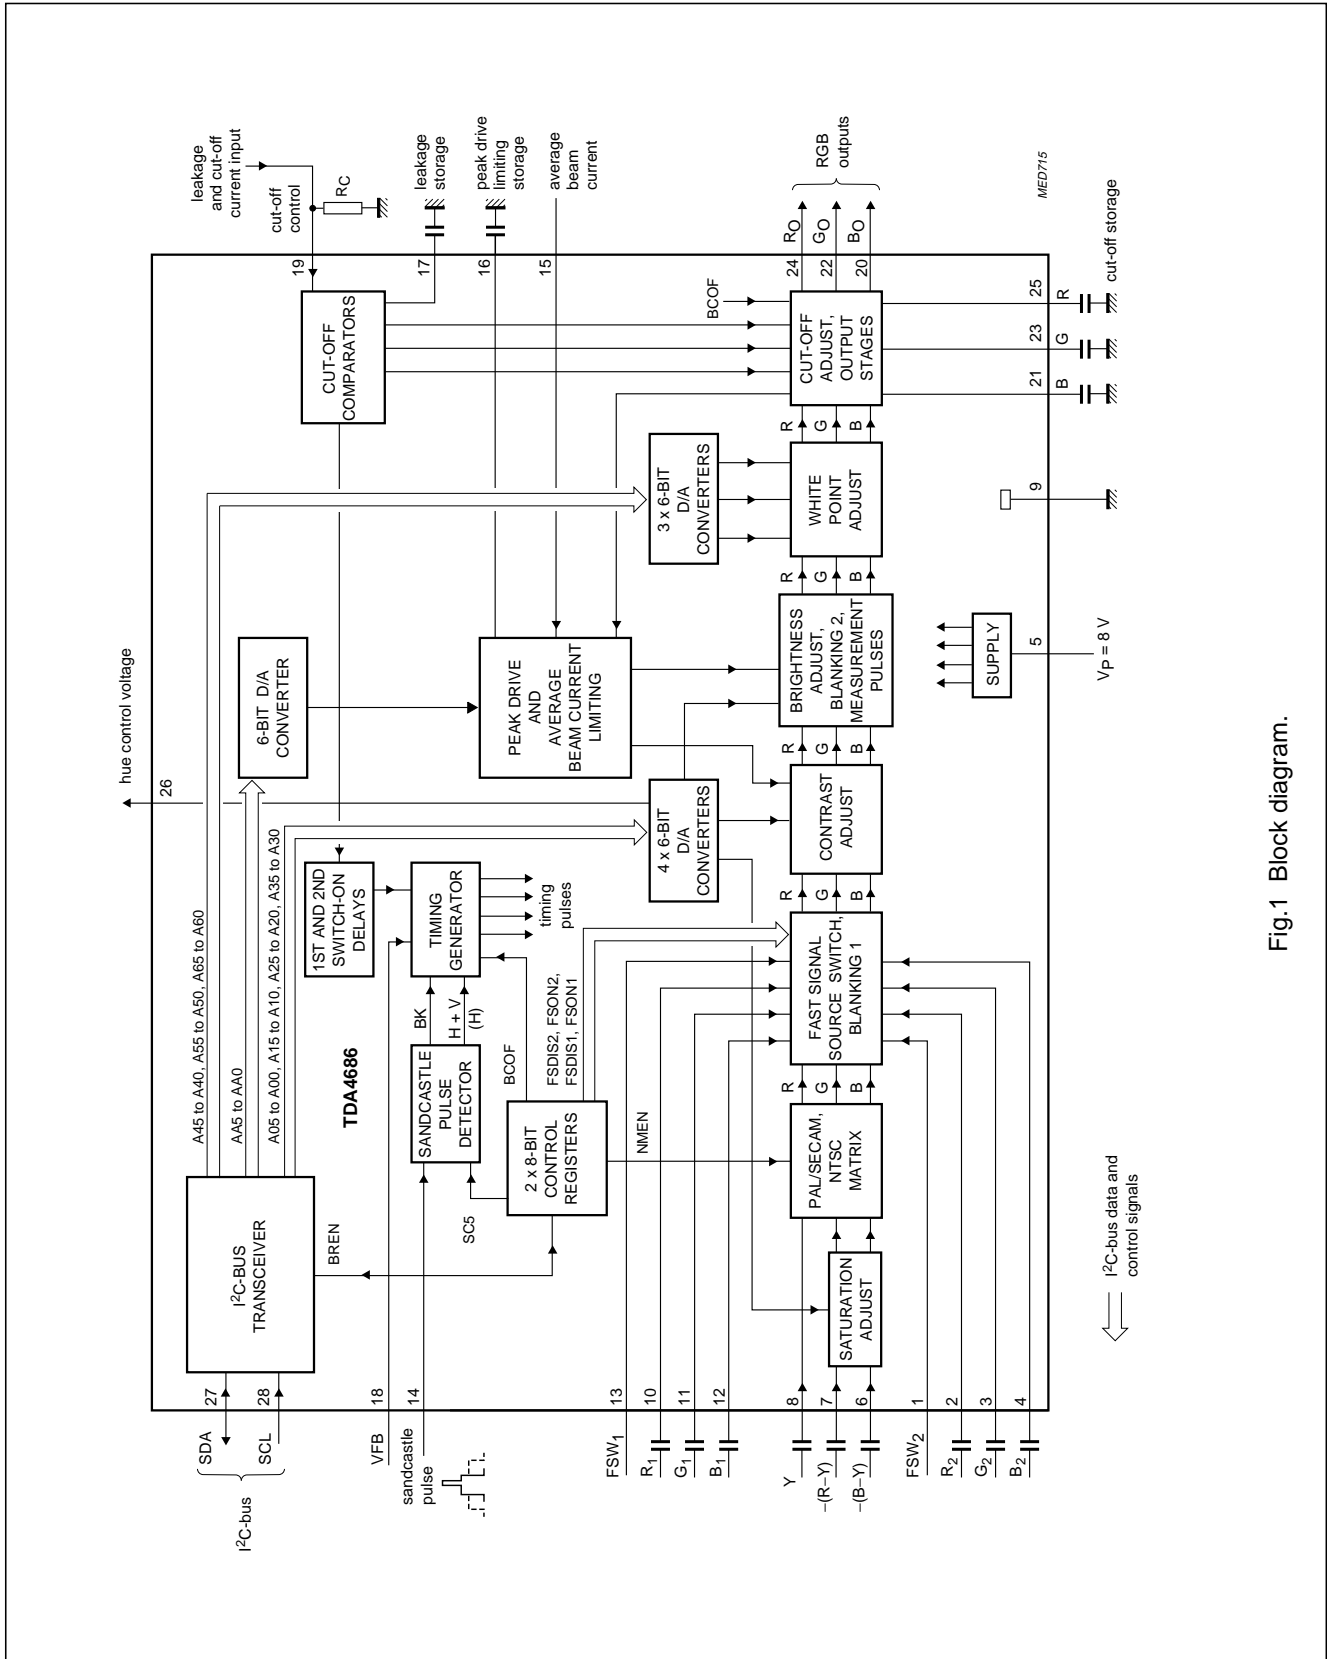 hue control voltage
26
leakage
and cut-off
current input
cut-off
control
RC
19
leakage
storage
17
peak drive
limiting
storage
16
average
beam
current
15
I²C-bus
SDA
SCL
27
28
I²C-BUS
TRANSCEIVER
A45 to A40, A55 to A50, A65 to A60
AA5 to AA0
A05 to A00, A15 to A10, A25 to A20, A35 to A30
BREN
TDA4686
6-BIT D/A
CONVERTER
CUT-OFF
COMPARATORS
1ST AND 2ND
SWITCH-ON
DELAYS
VFB
18
sandcastle
pulse
14
SANDCASTLE
PULSE
DETECTOR
BK
H + V
(H)
TIMING
GENERATOR
timing
pulses
SC5
BCOF
2 x 8-BIT
CONTROL
REGISTERS
FSDIS2, FSON2,
FSDIS1, FSON1
NMEN
PEAK DRIVE
AND
AVERAGE
BEAM CURRENT
LIMITING
4 x 6-BIT
D/A
CONVERTERS
3 x 6-BIT
D/A
CONVERTERS
BCOF
FSW1
13
R1
10
G1
11
B1
12
Y
8
−(R−Y)
7
−(B−Y)
6
FSW2
1
R2
2
G2
3
B2
4
SATURATION
ADJUST
PAL/SECAM,
NTSC
MATRIX
R
G
B
FAST SIGNAL
SOURCE SWITCH,
BLANKING 1
R
G
B
CONTRAST
ADJUST
R
G
B
BRIGHTNESS
ADJUST,
BLANKING 2,
MEASUREMENT
PULSES
R
G
B
WHITE
POINT
ADJUST
R
G
B
CUT-OFF
ADJUST,
OUTPUT
STAGES
24
RO
22
GO
20
BO
RGB
outputs
SUPPLY
5
VP = 8 V
9
21
B
23
G
25
R
cut-off storage
I²C-bus data and
control signals
MED715
Fig.1 Block diagram.